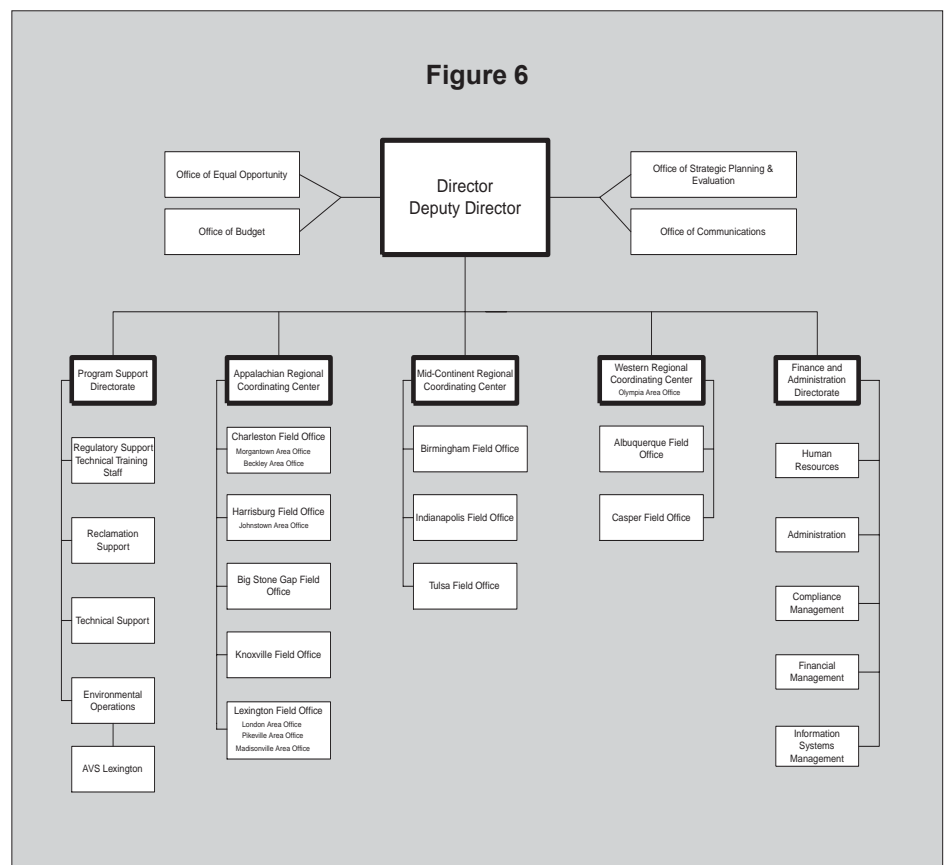 Figure 6
Office of Equal Opportunity
Office of Budget
Director
Deputy Director
Office of Strategic Planning &
Evaluation
Office of Communications
Program Support
Directorate
Regulatory Support
Technical Training
Staff
Reclamation
Support
Technical Support
Environmental
Operations
AVS Lexington
Appalachian Regional
Coordinating Center
Charleston Field Office
Morgantown Area Office
Beckley Area Office
Harrisburg Field Office
Johnstown Area Office
Big Stone Gap Field
Office
Knoxville Field Office
Lexington Field Office
London Area Office
Pikeville Area Office
Madisonville Area Office
Mid-Continent Regional
Coordinating Center
Birmingham Field Office
Indianapolis Field Office
Tulsa Field Office
Western Regional
Coordinating Center
Olympia Area Office
Albuquerque Field
Office
Casper Field Office
Finance and
Administration
Directorate
Human
Resources
Administration
Compliance
Management
Financial
Management
Information
Systems
Management